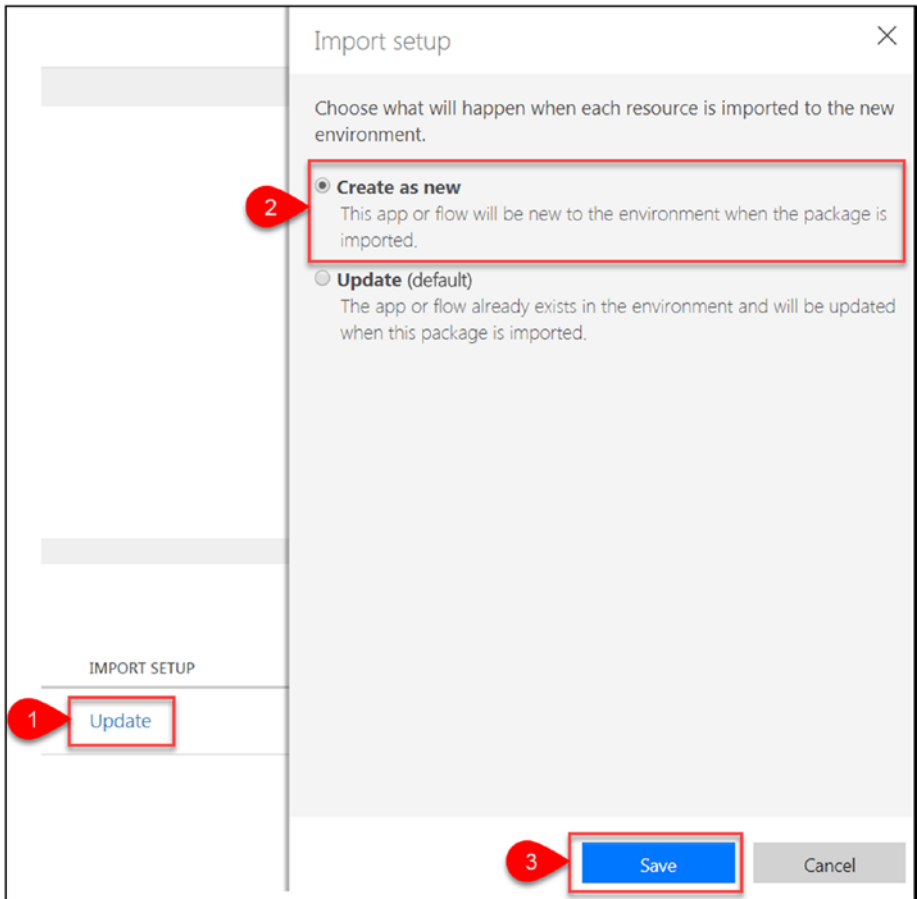 Import setup
Choose what will happen when each resource is imported to the new
environment.
2
Create as new
This app or flow will be new to the environment when the package is
imported.
Update (default)
The app or flow already exists in the environment and will be updated
when this package is imported.
IMPORT SETUP
1
Update
3
Save
Cancel